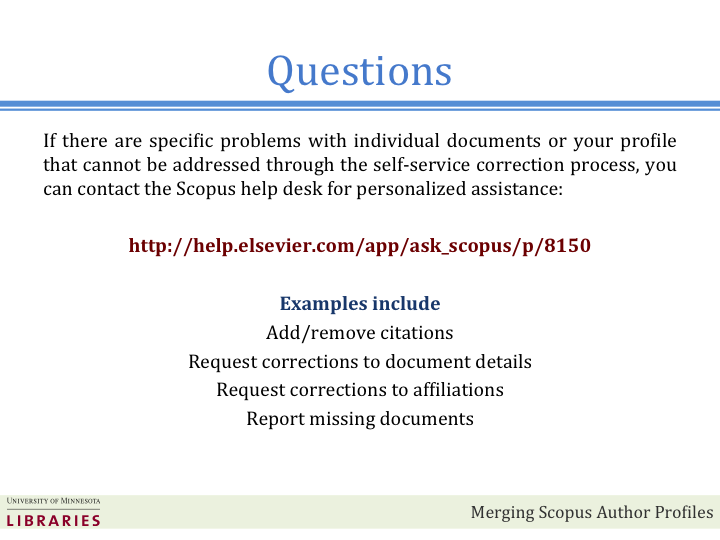 Questions
If there are specific problems with individual documents or your profile
that cannot be addressed through the self-service correction process, you
can contact the Scopus help desk for personalized assistance:
http://help.elsevier.com/app/ask_scopus/p/8150
Examples include
Add/remove citations
Request corrections to document details
Request corrections to affiliations
Report missing documents
University of Minnesota
LIBRARIES
Merging Scopus Author Profiles